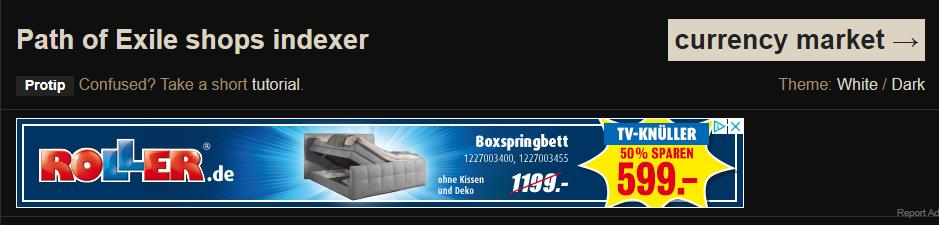 Path of Exile shops indexer
currency market →
Protip Confused? Take a short tutorial.
Theme: White / Dark
ROLLER®.de
Boxspringbett
1227003400, 1227003455
ohne Kissen
und Deko
1199.-
TV-KNÜLLER
50% SPAREN
599.-
Report Ad